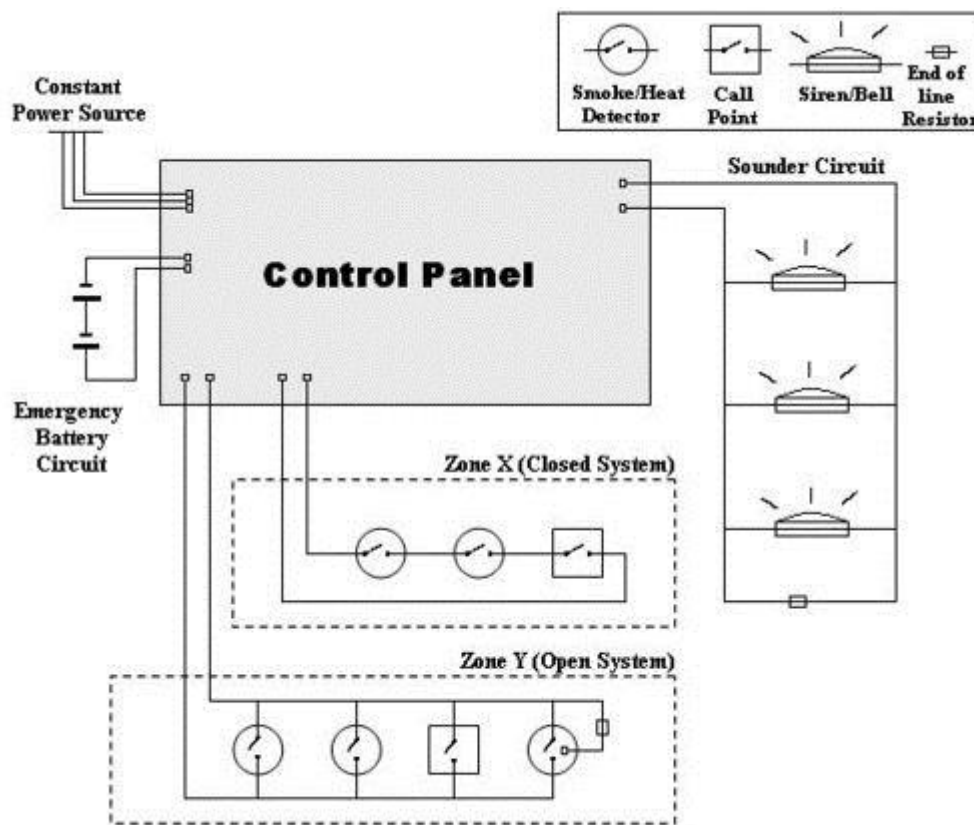 Smoke/Heat
Detector
Call
Point
Siren/Bell
End of
line
Resistor
Constant
Power Source
Sounder Circuit
Control Panel
Emergency
Battery
Circuit
Zone X (Closed System)
Zone Y (Open System)